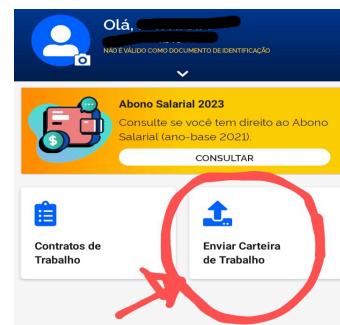 Olá,
NÃO É VÁLIDO COMO DOCUMENTO DE IDENTIFICAÇÃO
Abono Salarial 2023
Consulte se você tem direito ao Abono
Salarial (ano-base 2021).
CONSULTAR
Contratos de
Trabalho
Enviar Carteira
de Trabalho